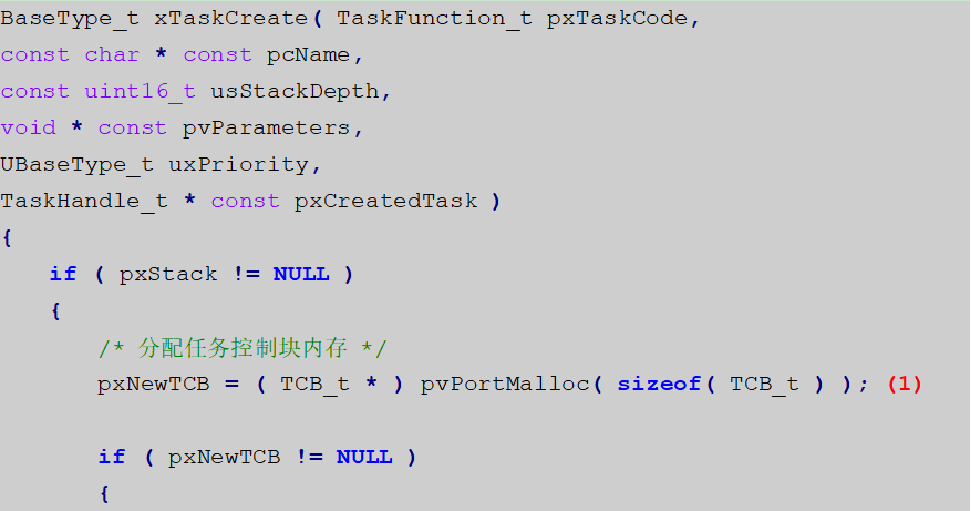 BaseType_t xTaskCreate( TaskFunction_t pxTaskCode,
const char * const pcName,
const uint16_t usStackDepth,
void * const pvParameters,
UBaseType_t uxPriority,
TaskHandle_t * const pxCreatedTask )
{
if ( pxStack != NULL )
{
/* 分配任务控制块内存 */
pxNewTCB = ( TCB_t * ) pvPortMalloc( sizeof( TCB_t ) ); (1)
if ( pxNewTCB != NULL )
{